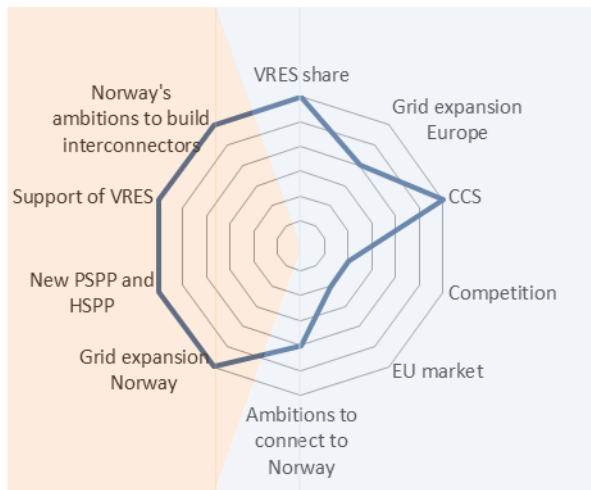 VRES share
Grid expansion
Europe
CCS
Competition
EU market
Ambitions to
connect to
Norway
Grid expansion
Norway
New PSPP and
HSPP
Support of VRES
Norway's
ambitions to build
interconnectors